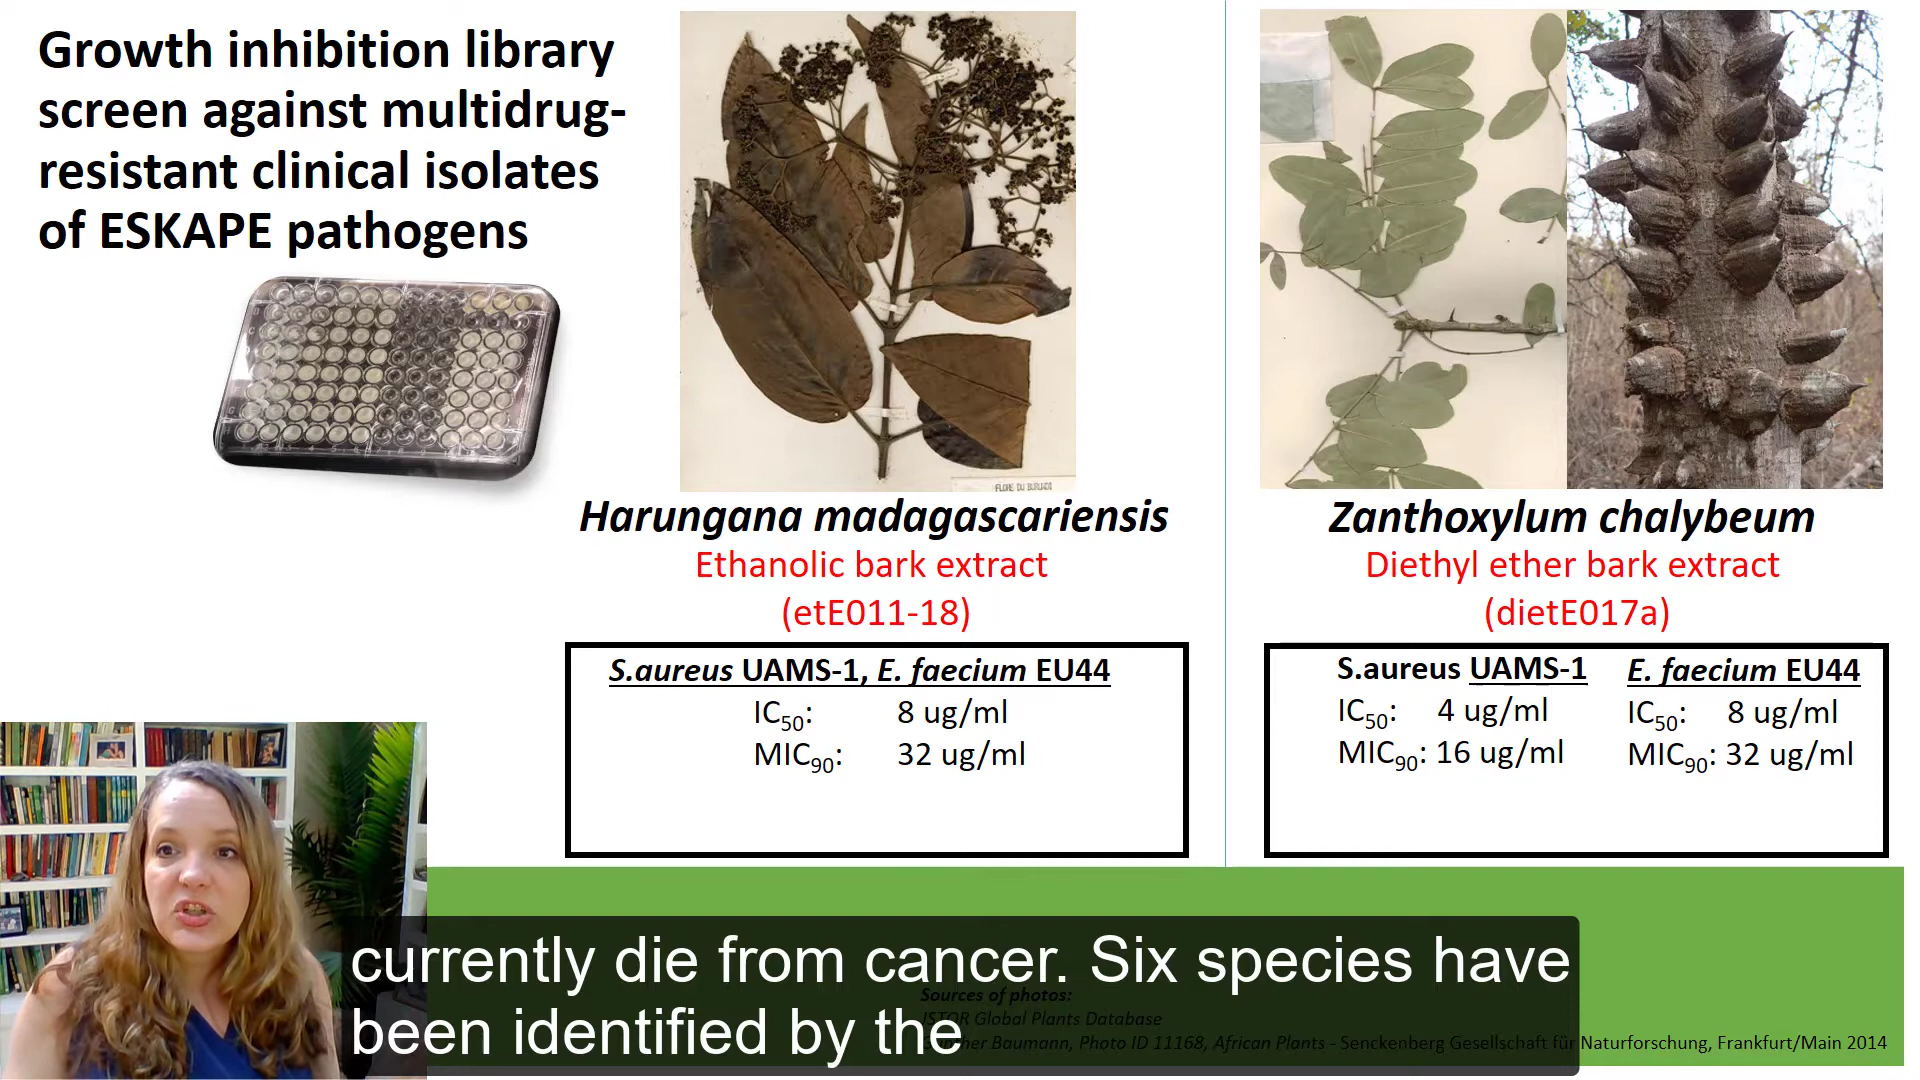 Growth inhibition library
screen against multidrug-
resistant clinical isolates
of ESKAPE pathogens
FLORE DU BURUNDI
Harungana madagascariensis
Ethanolic bark extract
(etE011-18)
S.aureus UAMS-1, E. faecium EU44
IC50: 8 ug/ml
MIC90: 32 ug/ml
Zanthoxylum chalybeum
Diethyl ether bark extract
(dietE017a)
S.aureus UAMS-1 E. faecium EU44
IC50: 4 ug/ml IC50: 8 ug/ml
MIC90: 16 ug/ml MIC90: 32 ug/ml
currently die from cancer. Six species have
been identified by the
Sources of photos:
JSTOR Global Plants Database
Baumann, Photo ID 11168, African Plants - Senckenberg Gesellschaft für Naturforschung, Frankfurt/Main 2014